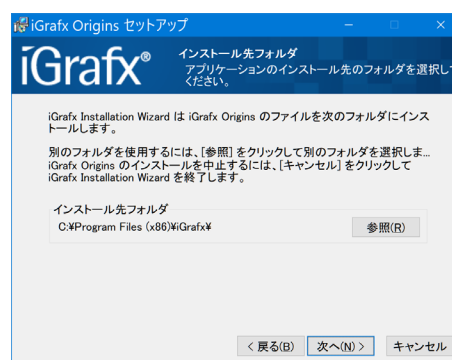 iGrafx Origins セットアップ
iGrafx®
インストール先フォルダ
アプリケーションのインストール先のフォルダを選択して
ください。
iGrafx Installation Wizard は iGrafx Origins のファイルを次のフォルダにインス
トールします。
別のフォルダを使用するには、[参照] をクリックして別のフォルダを選択しま...
iGrafx Origins のインストールを中止するには、[キャンセル] をクリックして
iGrafx Installation Wizard を終了します。
インストール先フォルダ
C:¥Program Files (x86)¥iGrafx¥
参照(R)
< 戻る(B)
次へ(N) >
キャンセル